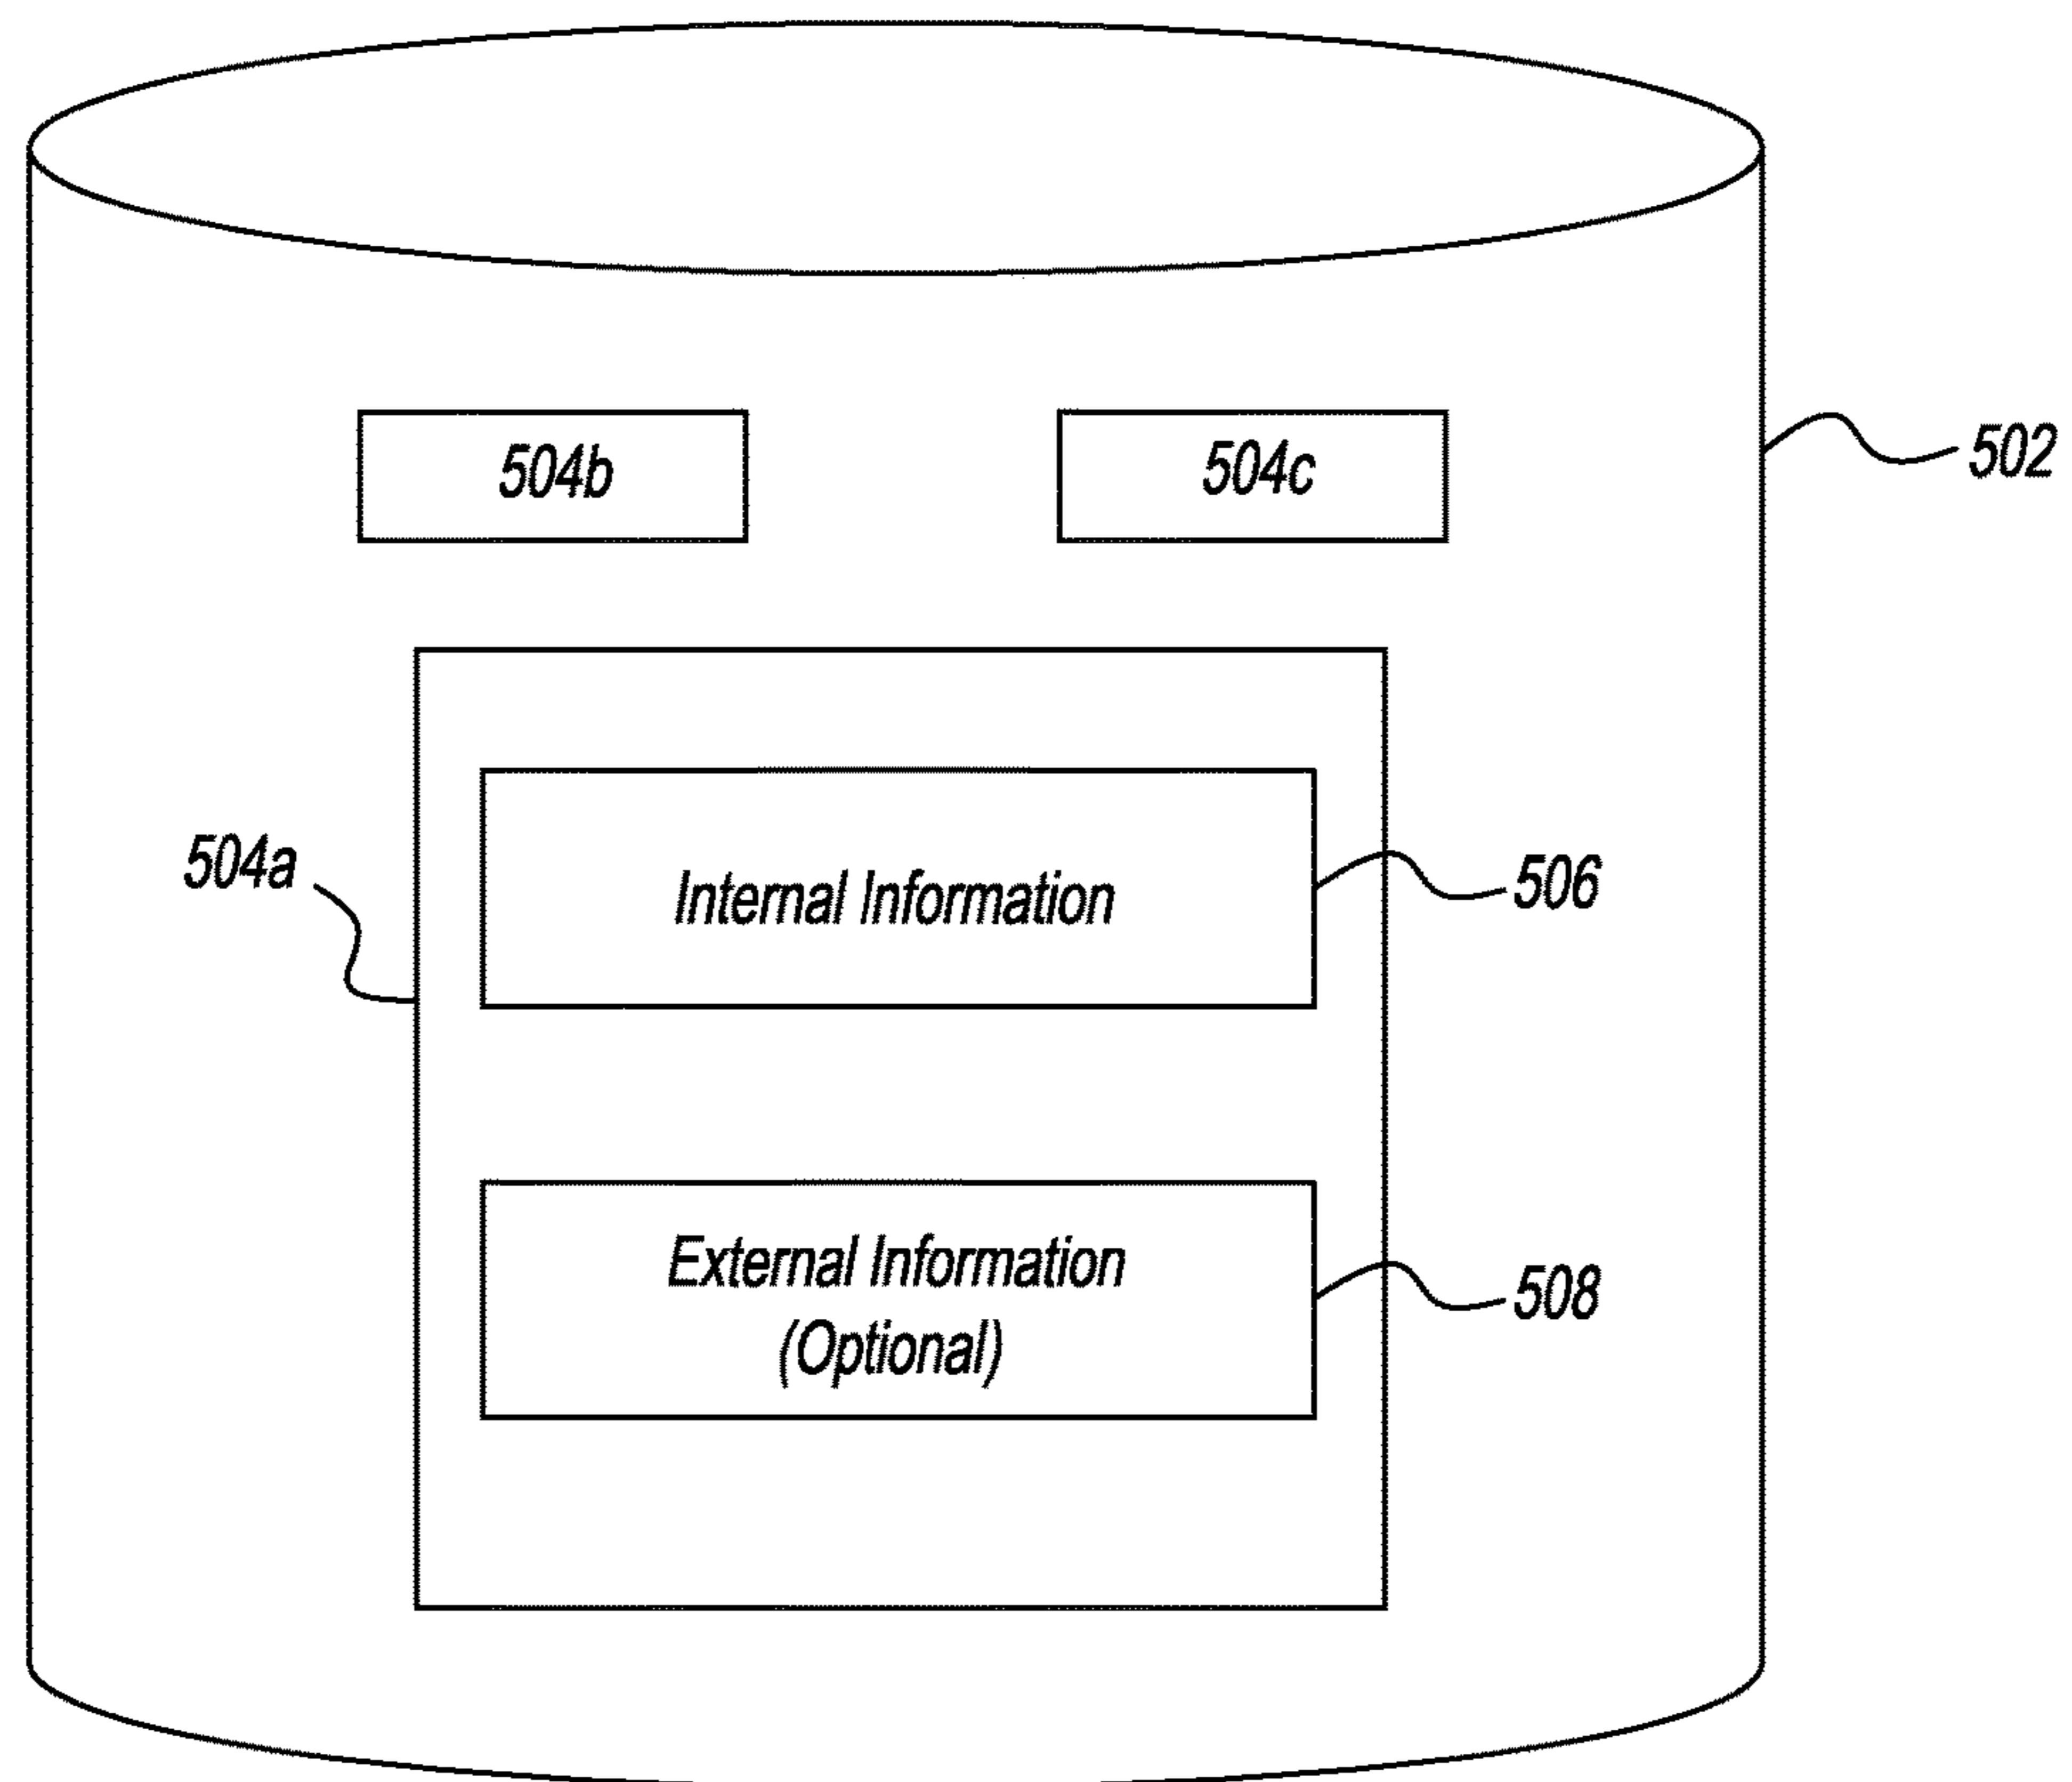 504b
504c
502
504a
Internal Information
506
External Information
(Optional)
508